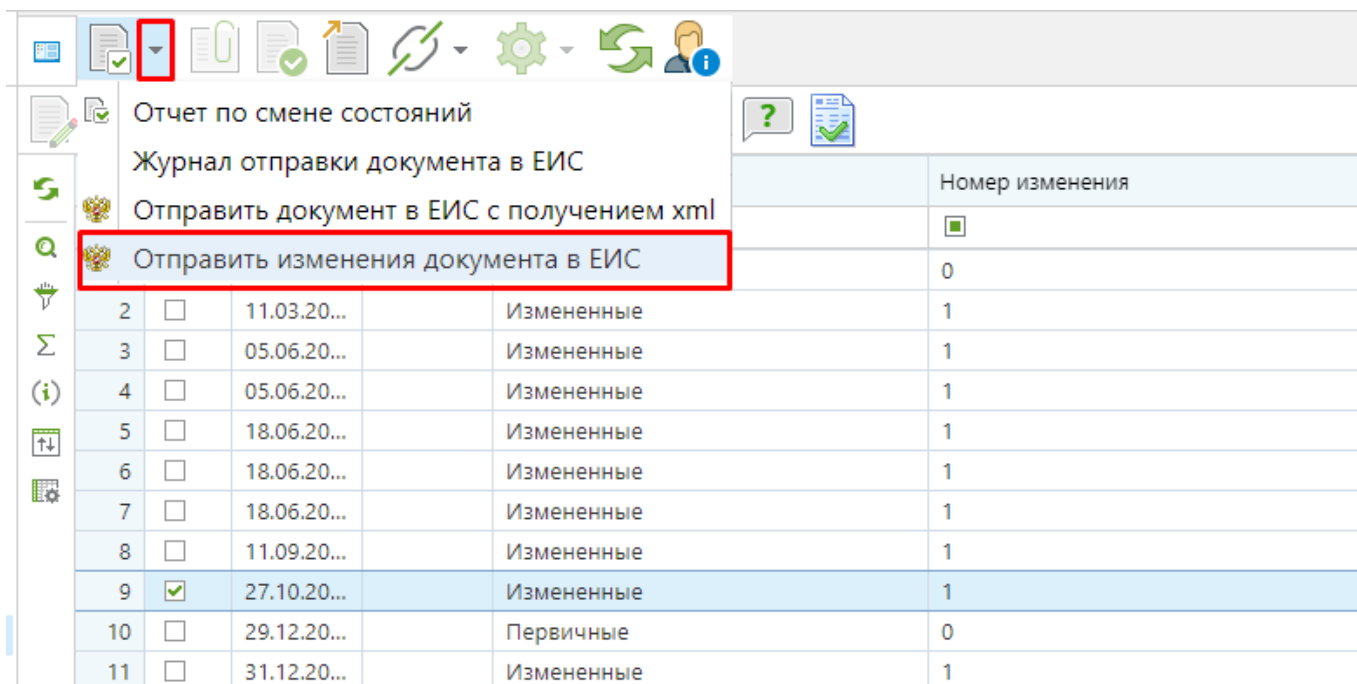 Отчет по смене состояний
?
Журнал отправки документа в ЕИС
Номер изменения
Отправить документ в ЕИС с получением xml
Отправить изменения документа в ЕИС
0
2 11.03.20... Измененные 1
3 05.06.20... Измененные 1
4 05.06.20... Измененные 1
5 18.06.20... Измененные 1
6 18.06.20... Измененные 1
7 18.06.20... Измененные 1
8 11.09.20... Измененные 1
9 27.10.20... Измененные 1
10 29.12.20... Первичные 0
11 31.12.20... Измененные 1